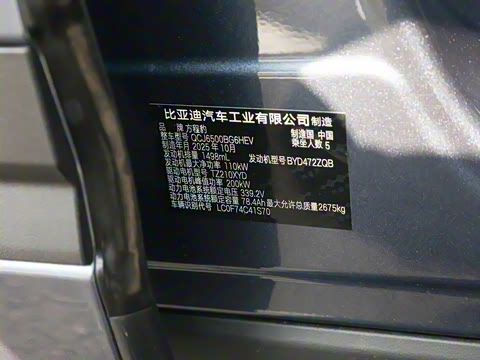 比亚迪汽车工业有限公司 制造
品 牌 方程豹 制造国 中国
整车型号 QCJ6500BG6HEV 乘坐人数 5
制造年月 2025 年 10月
发动机排量 1498mL 发动机型号 BYD472ZQB
发动机最大净功率 110kW
驱动电机型号 TZ210XYD
驱动电机峰值功率 200kW
动力电池系统额定电压 339.2V
动力电池系统额定容量 78.4Ah 最大允许总质量 2675kg
车辆识别代号 LC0F74C41S70